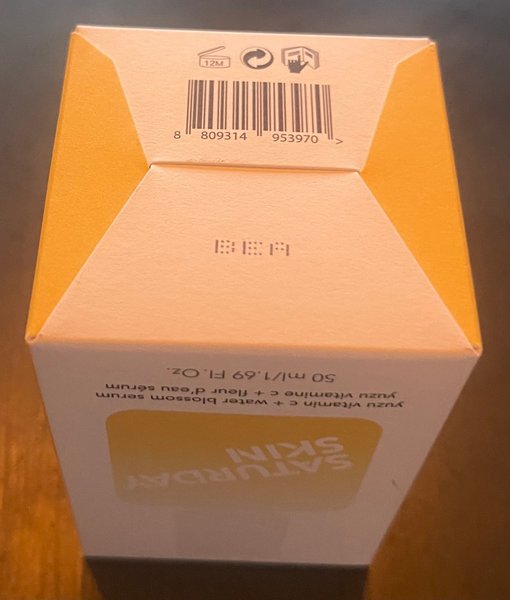 12M
8 809314 953970 >
BEA
SATURDAY
SKIN
yuzu vitamin c + water blossom serum
yuzu vitamine c + fleur d'eau sérum
50 ml/1.69 Fl. Oz.